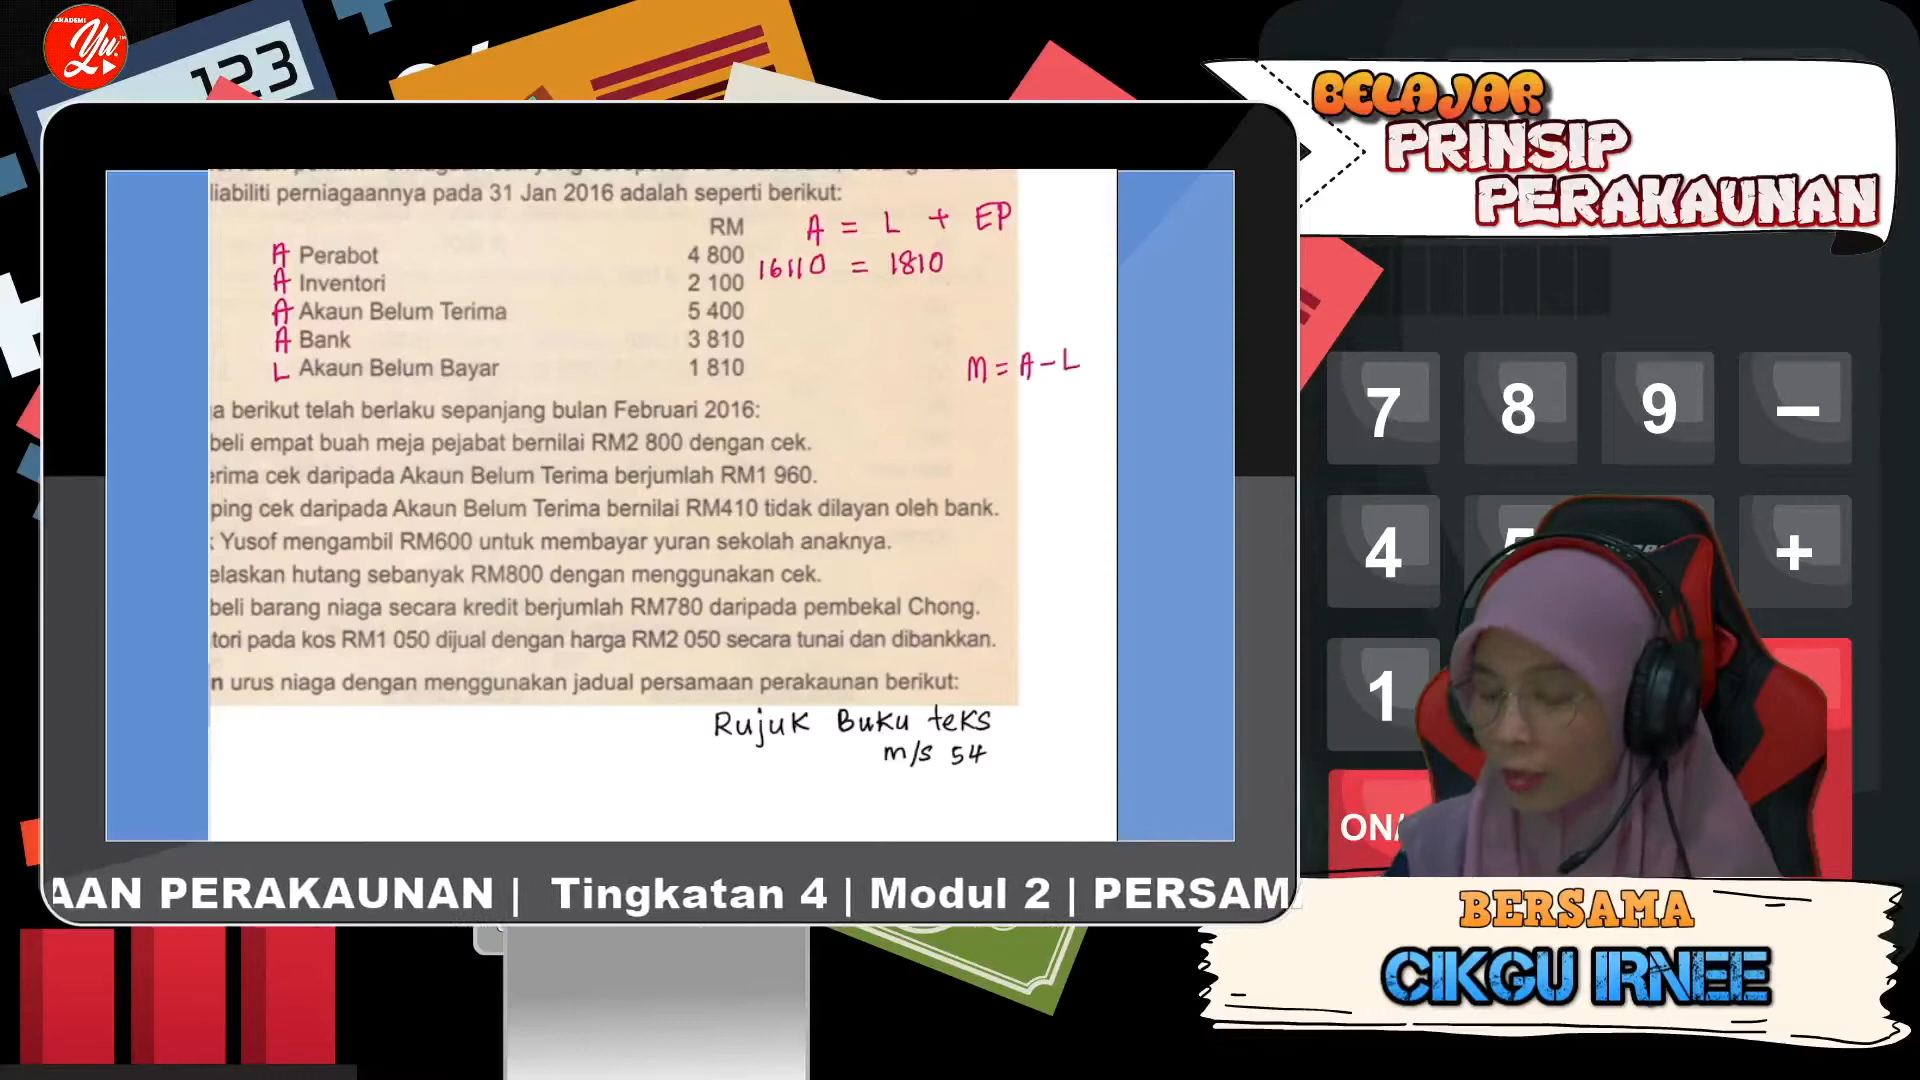 AKADEMI
Yu.
123
BELAJAR
PRINSIP
PERAKAUNAN
liabiliti perniagaannya pada 31 Jan 2016 adalah seperti berikut:
RM
A Perabot 4 800
A Inventori 2 100
A Akaun Belum Terima 5 400
A Bank 3 810
L Akaun Belum Bayar 1 810
A = L + EP
16110 = 1810
M = A - L
a berikut telah berlaku sepanjang bulan Februari 2016:
beli empat buah meja pejabat bernilai RM2 800 dengan cek.
erima cek daripada Akaun Belum Terima berjumlah RM1 960.
ping cek daripada Akaun Belum Terima bernilai RM410 tidak dilayan oleh bank.
Yusof mengambil RM600 untuk membayar yuran sekolah anaknya.
elaskan hutang sebanyak RM800 dengan menggunakan cek.
beli barang niaga secara kredit berjumlah RM780 daripada pembekal Chong.
tori pada kos RM1 050 dijual dengan harga RM2 050 secara tunai dan dibankkan.
n urus niaga dengan menggunakan jadual persamaan perakaunan berikut:
Rujuk Buku teks
m/s 54
7 8 9 −
4 5 +
1
ON/
AAN PERAKAUNAN | Tingkatan 4 | Modul 2 | PERSAM
BERSAMA
CIKGU IRNEE